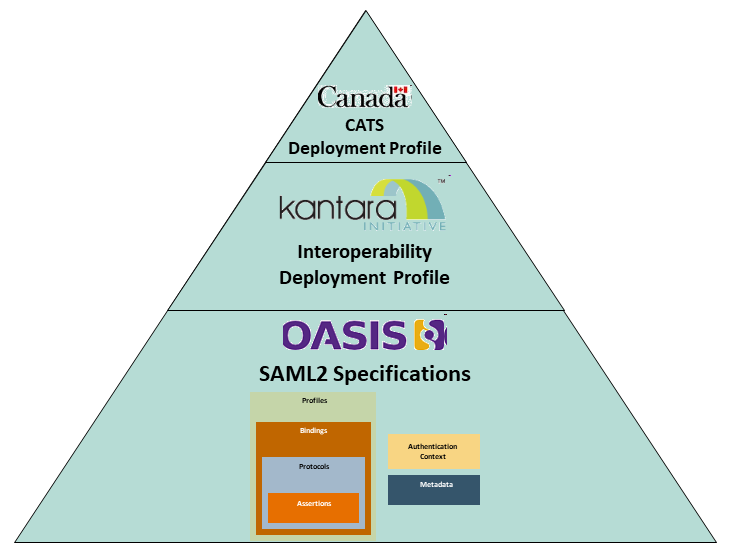 Canada
CATS
Deployment Profile
kantara
INITIATIVE
™
Interoperability
Deployment Profile
OASIS
SAML2 Specifications
Profiles
Bindings
Protocols
Assertions
Authentication
Context
Metadata